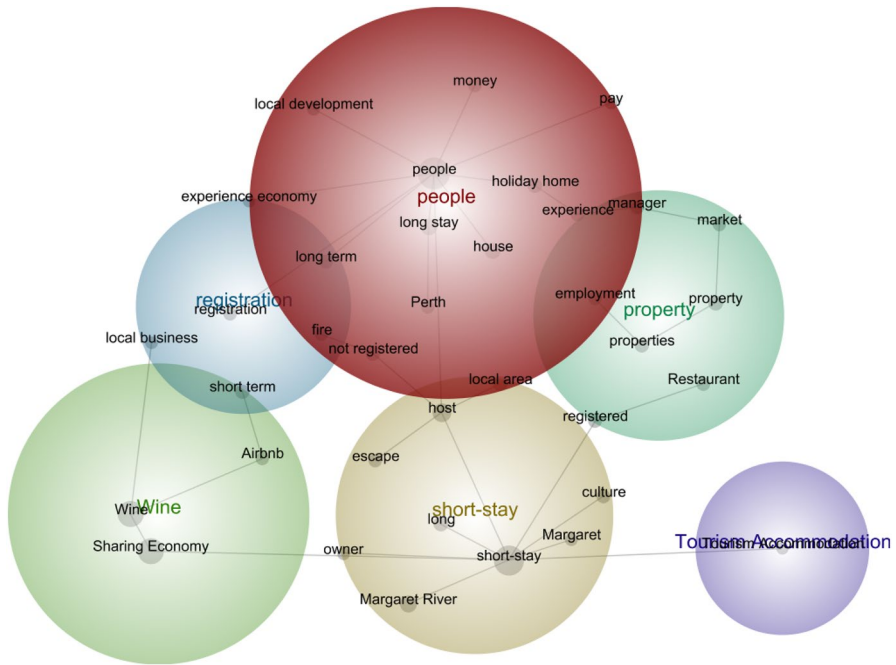 money
pay
local development
people
holiday home
experience economy
people
manager
experience
long stay
market
house
long term
registration
registration
Perth
employment
property
property
fire
local business
not registered
properties
short term
local area
Restaurant
host
registered
Airbnb
escape
culture
Wine
Wine
short-stay
long
Margaret
Sharing Economy
owner
short-stay
Tourism Accommodation
Tourism Accommodation
Margaret River